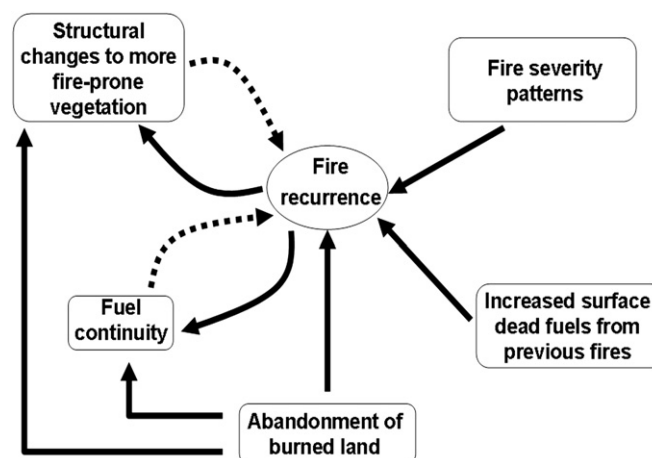 Structural
changes to more
fire-prone
vegetation
Fire severity
patterns
Fire
recurrence
Fuel
continuity
Increased surface
dead fuels from
previous fires
Abandonment of
burned land